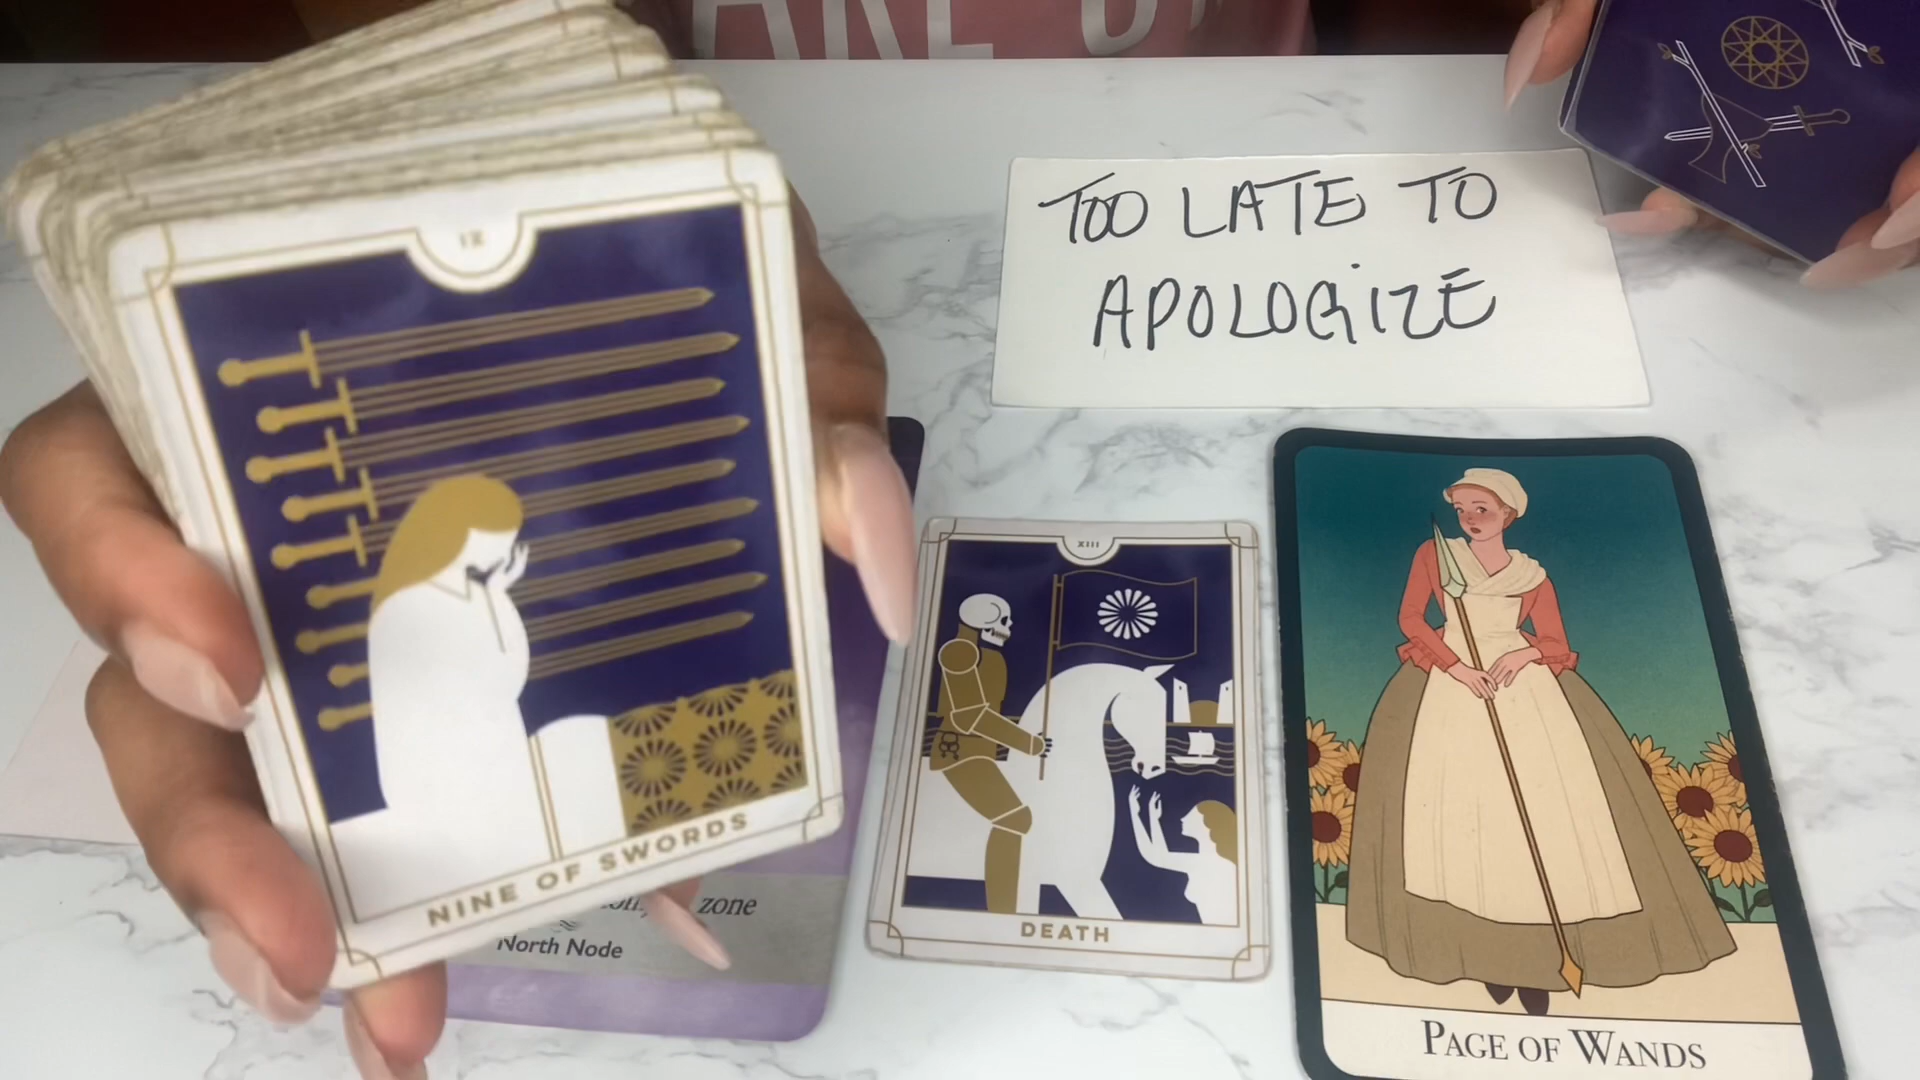 TOO LATE TO
APOLOGIZE
IX
NINE OF SWORDS
zone
North Node
XIII
DEATH
PAGE OF WANDS